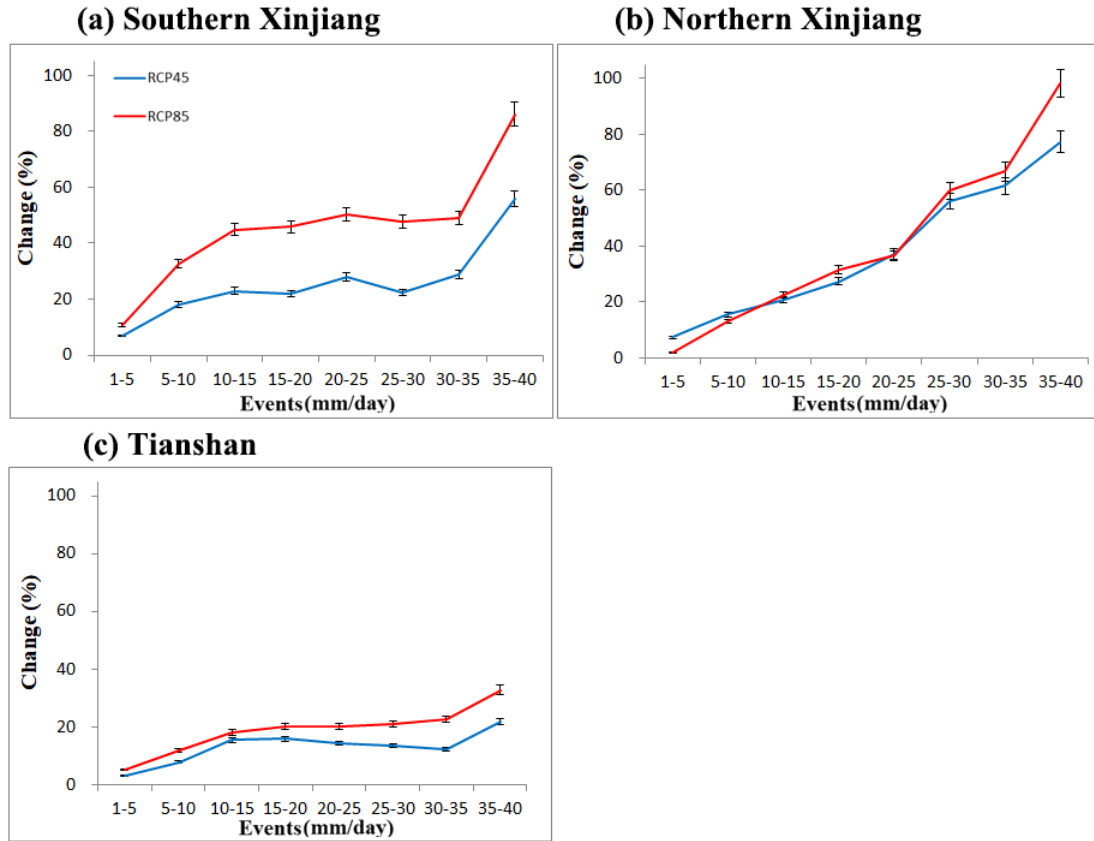 (a) Southern Xinjiang
(b) Northern Xinjiang
RCP45
RCP85
Change (%)
100
80
60
40
20
0
1-5 5-10 10-15 15-20 20-25 25-30 30-35 35-40
Events(mm/day)
Change (%)
100
80
60
40
20
0
1-5 5-10 10-15 15-20 20-25 25-30 30-35 35-40
Events(mm/day)
(c) Tianshan
Change (%)
100
80
60
40
20
0
1-5 5-10 10-15 15-20 20-25 25-30 30-35 35-40
Events(mm/day)